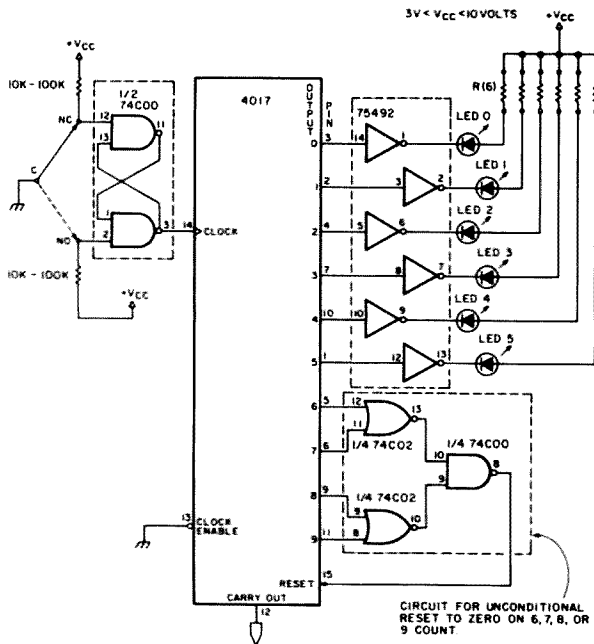 3V < VCC < 10 VOLTS
+VCC
+VCC
10K-100K
1/2
74C00
NC
12
13
11
C
1
2
3
NO
10K-100K
+VCC
4017
OUTPUT
PIN
14
CLOCK
13
CLOCK
ENABLE
CARRY OUT
12
RESET
15
0
3
1
2
2
4
3
7
4
10
5
1
6
5
7
6
8
9
9
11
75492
14
1
3
2
5
6
8
7
10
9
12
13
R(6)
LED 0
LED 1
LED 2
LED 3
LED 4
LED 5
12
11
13
1/4 74C02
1/4 74C00
10
9
8
1/4 74C02
9
8
10
CIRCUIT FOR UNCONDITIONAL
RESET TO ZERO ON 6, 7, 8, OR
9 COUNT.